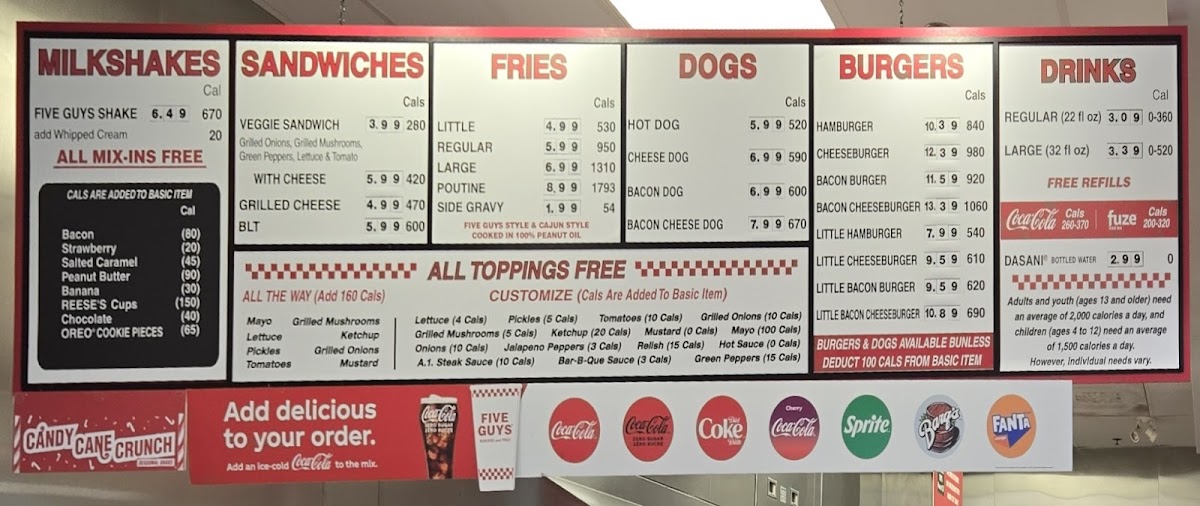 MILKSHAKES
Cal
FIVE GUYS SHAKE 6.49 670
add Whipped Cream 20
ALL MIX-INS FREE
CALS ARE ADDED TO BASIC ITEM
Cal
Bacon (80)
Strawberry (20)
Salted Caramel (45)
Peanut Butter (90)
Banana (30)
REESE'S Cups (150)
Chocolate (40)
OREO® COOKIE PIECES (65)
SANDWICHES
Cals
VEGGIE SANDWICH 3.99 280
Grilled Onions, Grilled Mushrooms,
Green Peppers, Lettuce & Tomato
WITH CHEESE 5.99 420
GRILLED CHEESE 4.99 470
BLT 5.99 600
FRIES
Cals
LITTLE 4.99 530
REGULAR 5.99 950
LARGE 6.99 1310
POUTINE 8.99 1793
SIDE GRAVY 1.99 54
FIVE GUYS STYLE & CAJUN STYLE
COOKED IN 100% PEANUT OIL
DOGS
Cals
HOT DOG 5.99 520
CHEESE DOG 6.99 590
BACON DOG 6.99 600
BACON CHEESE DOG 7.99 670
ALL TOPPINGS FREE
ALL THE WAY (Add 160 Cals)
Mayo Grilled Mushrooms
Lettuce Ketchup
Pickles Grilled Onions
Tomatoes Mustard
CUSTOMIZE (Cals Are Added To Basic Item)
Lettuce (4 Cals) Pickles (5 Cals) Tomatoes (10 Cals) Grilled Onions (10 Cals)
Grilled Mushrooms (5 Cals) Ketchup (20 Cals) Mustard (0 Cals) Mayo (100 Cals)
Onions (10 Cals) Jalapeno Peppers (3 Cals) Relish (15 Cals) Hot Sauce (0 Cals)
A.1. Steak Sauce (10 Cals) Bar-B-Que Sauce (3 Cals) Green Peppers (15 Cals)
BURGERS
Cals
HAMBURGER 10.39 840
CHEESEBURGER 12.39 980
BACON BURGER 11.59 920
BACON CHEESEBURGER 13.39 1060
LITTLE HAMBURGER 7.99 540
LITTLE CHEESEBURGER 9.59 610
LITTLE BACON BURGER 9.59 620
LITTLE BACON CHEESEBURGER 10.89 690
BURGERS & DOGS AVAILABLE BUNLESS
DEDUCT 100 CALS FROM BASIC ITEM
DRINKS
Cal
REGULAR (22 fl oz) 3.09 0-360
LARGE (32 fl oz) 3.39 0-520
FREE REFILLS
Coca-Cola Cals 260-370
fuze Cals 200-320
DASANI® BOTTLED WATER 2.99 0
Adults and youth (ages 13 and older) need
an average of 2,000 calories a day, and
children (ages 4 to 12) need an average
of 1,500 calories a day.
However, individual needs vary.
CANDY
CANE
CRUNCH
Add delicious
to your order.
Add an ice-cold Coca-Cola to the mix.
Coca-Cola
ZERO SUGAR
ZÉRO SUCRE
FIVE
GUYS
Coca-Cola
Coca-Cola
ZERO SUGAR
ZÉRO SUCRE
Diet
Coke
Cherry
Coca-Cola
Sprite
Barq's
FANTA